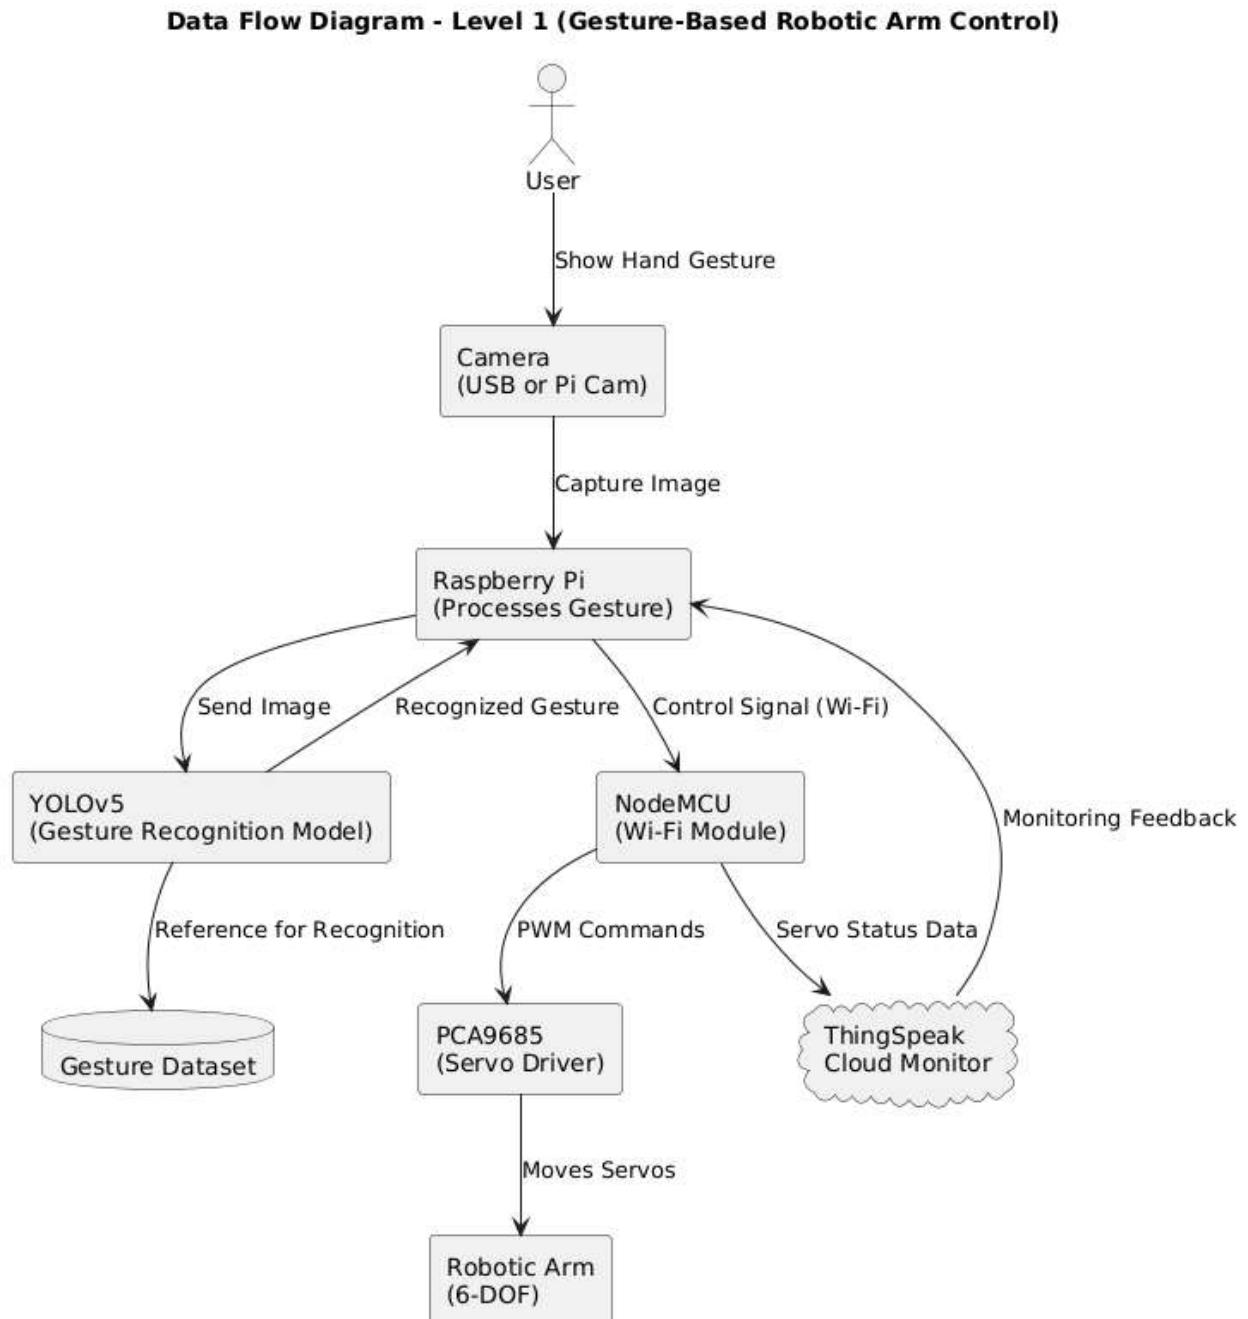 Data Flow Diagram - Level 1 (Gesture-Based Robotic Arm Control)
User
Show Hand Gesture
Camera
(USB or Pi Cam)
Capture Image
Raspberry Pi
(Processes Gesture)
Send Image
Recognized Gesture
Control Signal (Wi-Fi)
YOLOv5
(Gesture Recognition Model)
NodeMCU
(Wi-Fi Module)
Monitoring Feedback
Reference for Recognition
PWM Commands
Servo Status Data
Gesture Dataset
PCA9685
(Servo Driver)
ThingSpeak
Cloud Monitor
Moves Servos
Robotic Arm
(6-DOF)